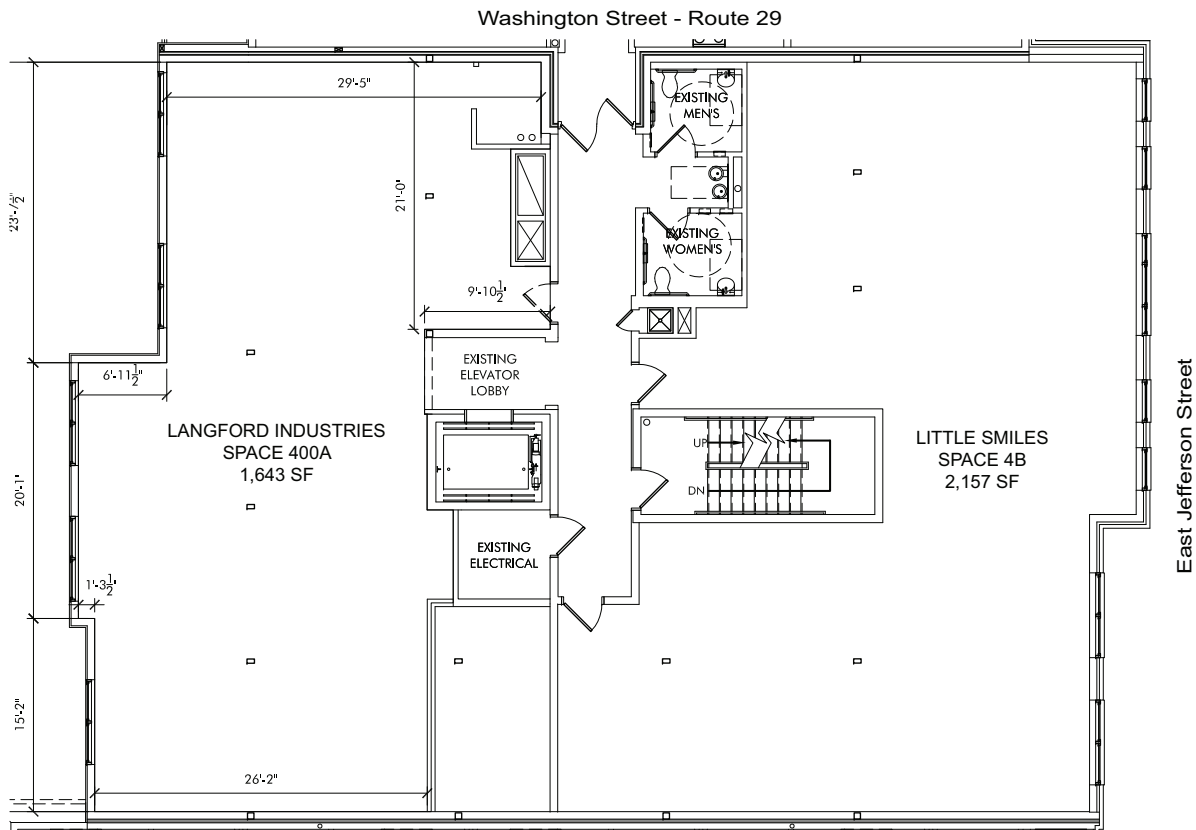 Washington Street - Route 29
29'-5"
EXISTING
MEN'S
23'-½"
21'-0"
EXISTING
WOMEN'S
9'-10½"
6'-11½"
EXISTING
ELEVATOR
LOBBY
East Jefferson Street
LANGFORD INDUSTRIES
SPACE 400A
1,643 SF
UP
DN
LITTLE SMILES
SPACE 4B
2,157 SF
20'-1"
EXISTING
ELECTRICAL
1'-3½"
15'-2"
26'-2"